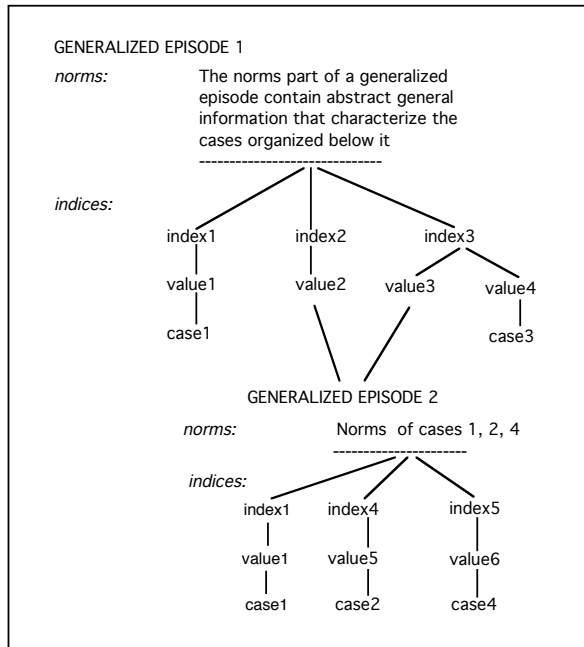 GENERALIZED EPISODE 1
norms: The norms part of a generalized
episode contain abstract general
information that characterize the
cases organized below it
------------------------------
indices:
index1 index2 index3
value1 value2 value3 value4
case1 case3
GENERALIZED EPISODE 2
norms: Norms of cases 1, 2, 4
----------------------
indices:
index1 index4 index5
value1 value5 value6
case1 case2 case4